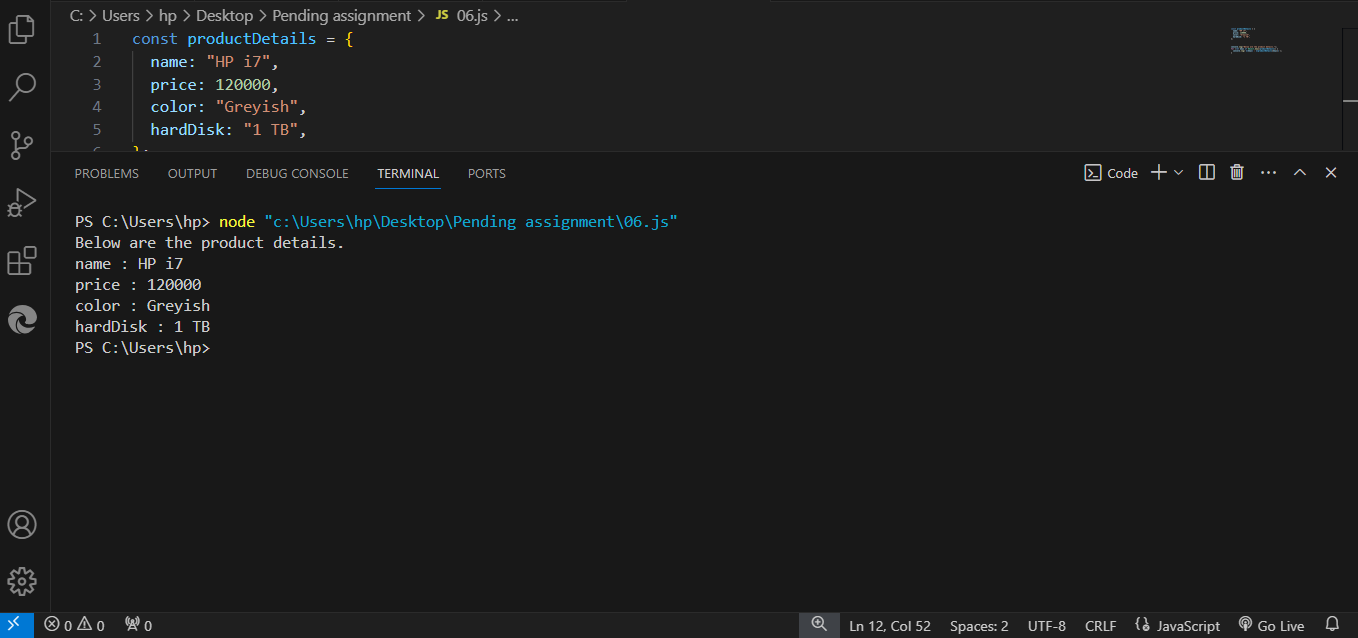 C: > Users > hp > Desktop > Pending assignment > JS 06.js > ...
1 const productDetails = {
2 name: "HP i7",
3 price: 120000,
4 color: "Greyish",
5 hardDisk: "1 TB",
6 };
PROBLEMS OUTPUT DEBUG CONSOLE TERMINAL PORTS Code
PS C:\Users\hp> node "c:\Users\hp\Desktop\Pending assignment\06.js"
Below are the product details.
name : HP i7
price : 120000
color : Greyish
hardDisk : 1 TB
PS C:\Users\hp>
0 0 0 Ln 12, Col 52 Spaces: 2 UTF-8 CRLF JavaScript Go Live